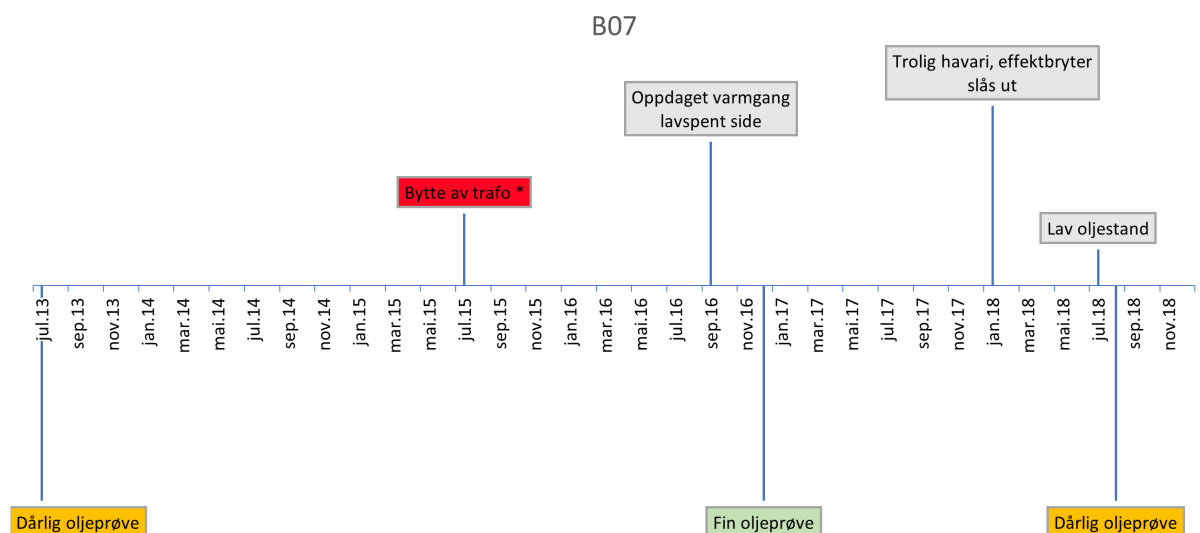 B07
Trolig havari, effektbryter
slås ut
Oppdaget varmgang
lavspent side
Bytte av trafo *
Lav oljestand
jul.13
sep.13
nov.13
jan.14
mar.14
mai.14
jul.14
sep.14
nov.14
jan.15
mar.15
mai.15
jul.15
sep.15
nov.15
jan.16
mar.16
mai.16
jul.16
sep.16
nov.16
jan.17
mar.17
mai.17
jul.17
sep.17
nov.17
jan.18
mar.18
mai.18
jul.18
sep.18
nov.18
Dårlig oljeprøve
Fin oljeprøve
Dårlig oljeprøve